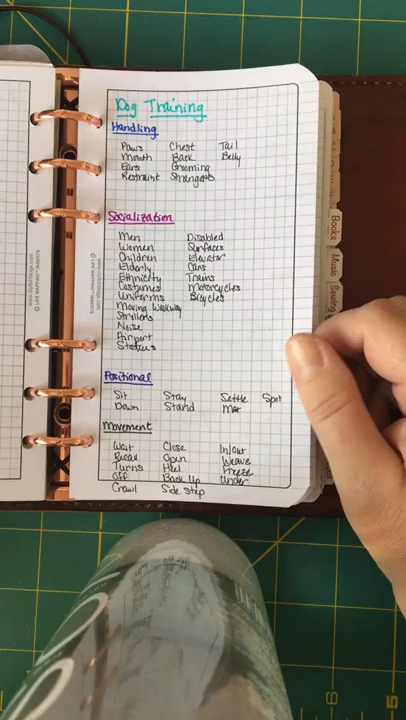 Dog Training
Handling
Paws Chest Tail
Mouth Back Belly
Ears Grooming
Restraint Strangers
Socialization
Men Disabled
Women Surfaces
Children Elevator
Elderly Cars
Ethnicity Trains
Costumes Motorcycles
Uniforms Bicycles
Moving Walkway
Strollers
Noise
Airport
Stadius
Positional
Sit Stay Settle Spot
Down Stand Mat
Movement
Wait Close In/out
Break Open Weave
Turns Heel Freeze
Off Back Up Under
Crawl Side Step
Books
Music
Sewing